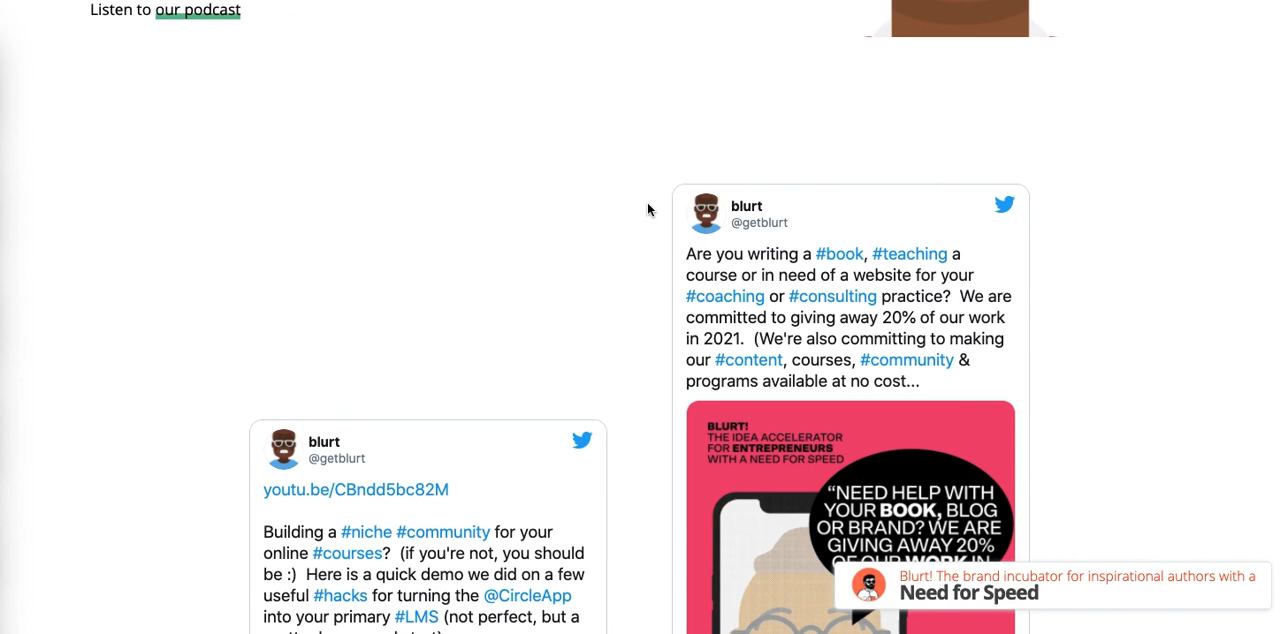 Listen to our podcast
blurt
@getblurt
Are you writing a #book, #teaching a
course or in need of a website for your
#coaching or #consulting practice?  We are
committed to giving away 20% of our work
in 2021.  (We're also committing to making
our #content, courses, #community &
programs available at no cost...
BLURT!
THE IDEA ACCELERATOR
FOR ENTREPRENEURS
WITH A NEED FOR SPEED
“NEED HELP WITH
YOUR BOOK, BLOG
OR BRAND? WE ARE
GIVING AWAY 20%
OF OUR WORK IN
blurt
@getblurt
youtu.be/CBndd5bc82M
Building a #niche #community for your
online #courses?  (if you're not, you should
be :)  Here is a quick demo we did on a few
useful #hacks for turning the @CircleApp
into your primary #LMS (not perfect, but a
Blurt! The brand incubator for inspirational authors with a
Need for Speed